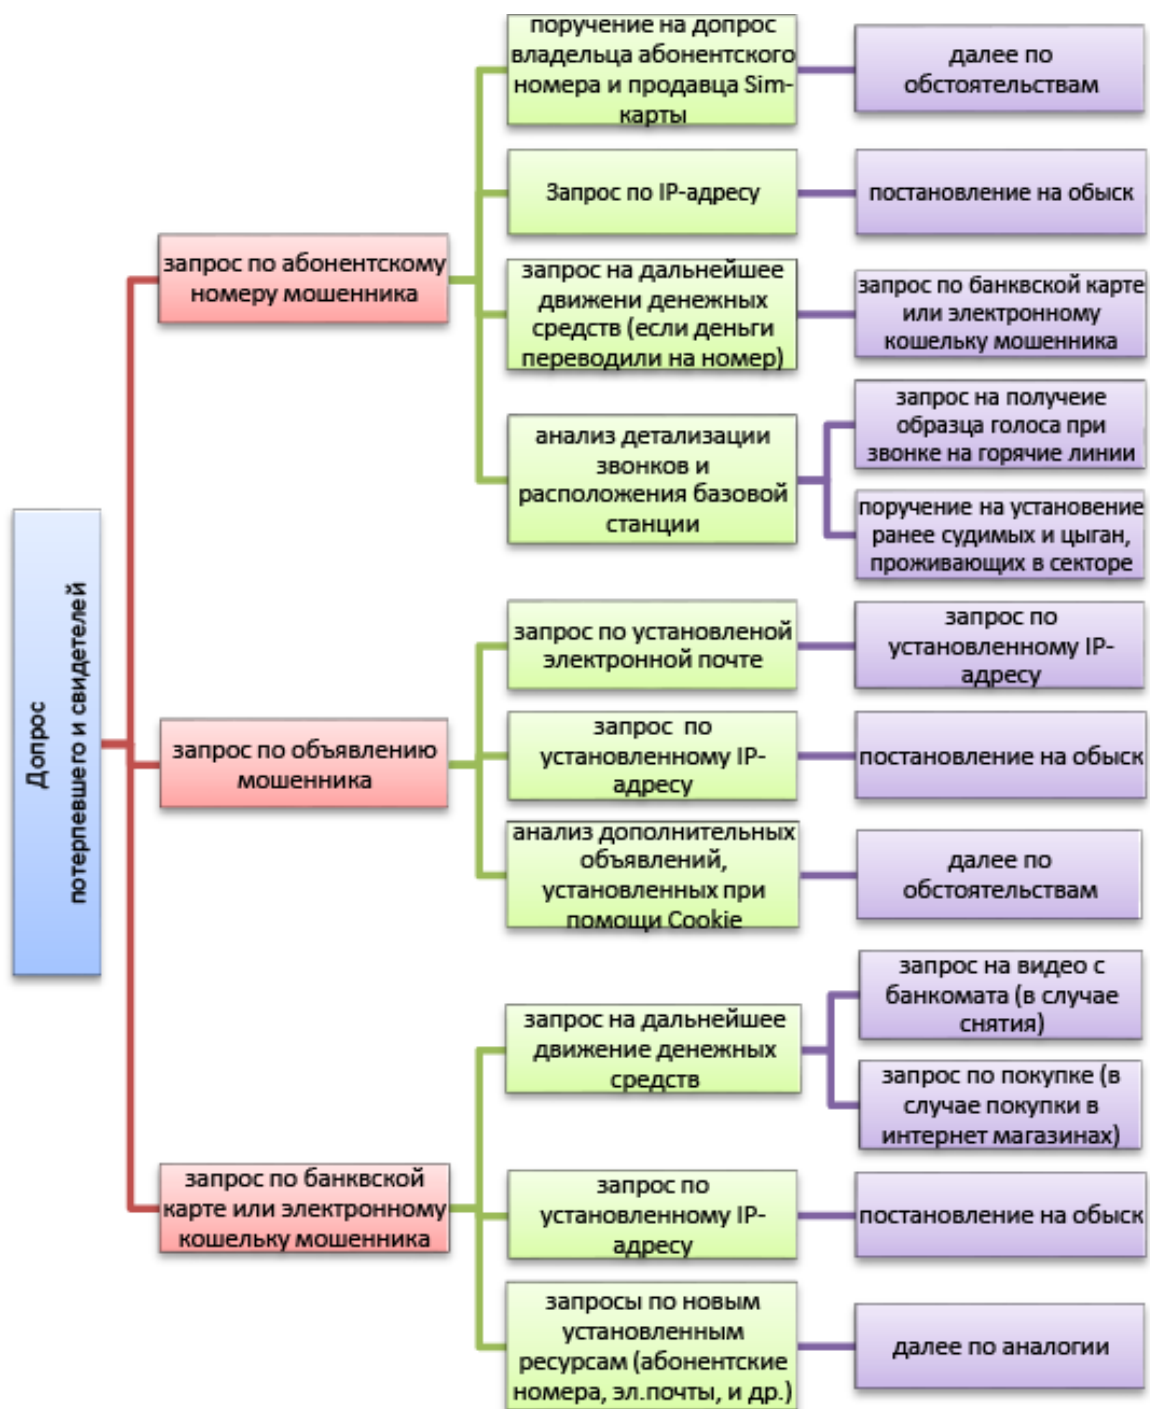 Допрос
потерпевшего и свидетелей
запрос по абонентскому
номеру мошенника
поручение на допрос
владельца абонентского
номера и продавца Sim-
карты
далее по
обстоятельствам
Запрос по IP-адресу
постановление на обыск
запрос на дальнейшее
движени денежных
средств (если деньги
переводили на номер)
запрос по банквской карте
или электронному
кошельку мошенника
анализ детализации
звонков и
расположения базовой
станции
запрос на получеие
образца голоса при
звонке на горячие линии
поручение на установение
ранее судимых и цыган,
проживающих в секторе
запрос по объявлению
мошенника
запрос по установленой
электронной почте
запрос по
установленному IP-
адресу
запрос по
установленному IP-
адресу
постановление на обыск
анализ дополнительных
объявлений,
установленных при
помощи Cookie
далее по
обстоятельствам
запрос по банквской
карте или электронному
кошельку мошенника
запрос на дальнейшее
движение денежных
средств
запрос на видео с
банкомата (в случае
снятия)
запрос по покупке (в
случае покупки в
интернет магазинах)
запрос по
установленному IP-
адресу
постановление на обыск
запросы по новым
установленным
ресурсам (абонентские
номера, эл.почты, и др.)
далее по аналогии